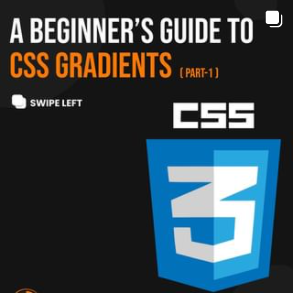 A BEGINNER'S GUIDE TO
CSS GRADIENTS ( PART-1 )
SWIPE LEFT
CSS
3